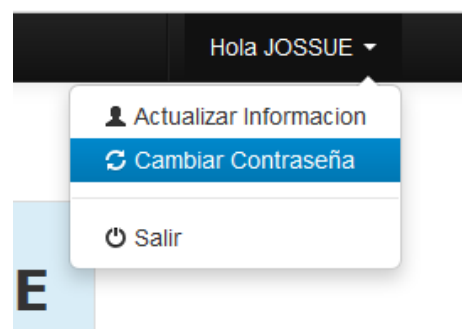 Hola JOSSUE
Actualizar Informacion
Cambiar Contraseña
Salir
E